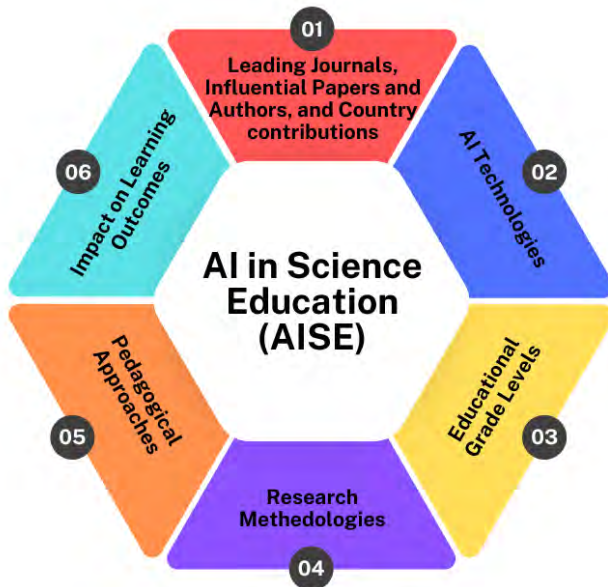 01
Leading Journals,
Influential Papers and
Authors, and Country
contributions
02
AI Technologies
03
Educational
Grade Levels
04
Research
Methedologies
05
Pedagogical
Approaches
06
Impact on Learning
Outcomes
AI in Science
Education
(AISE)